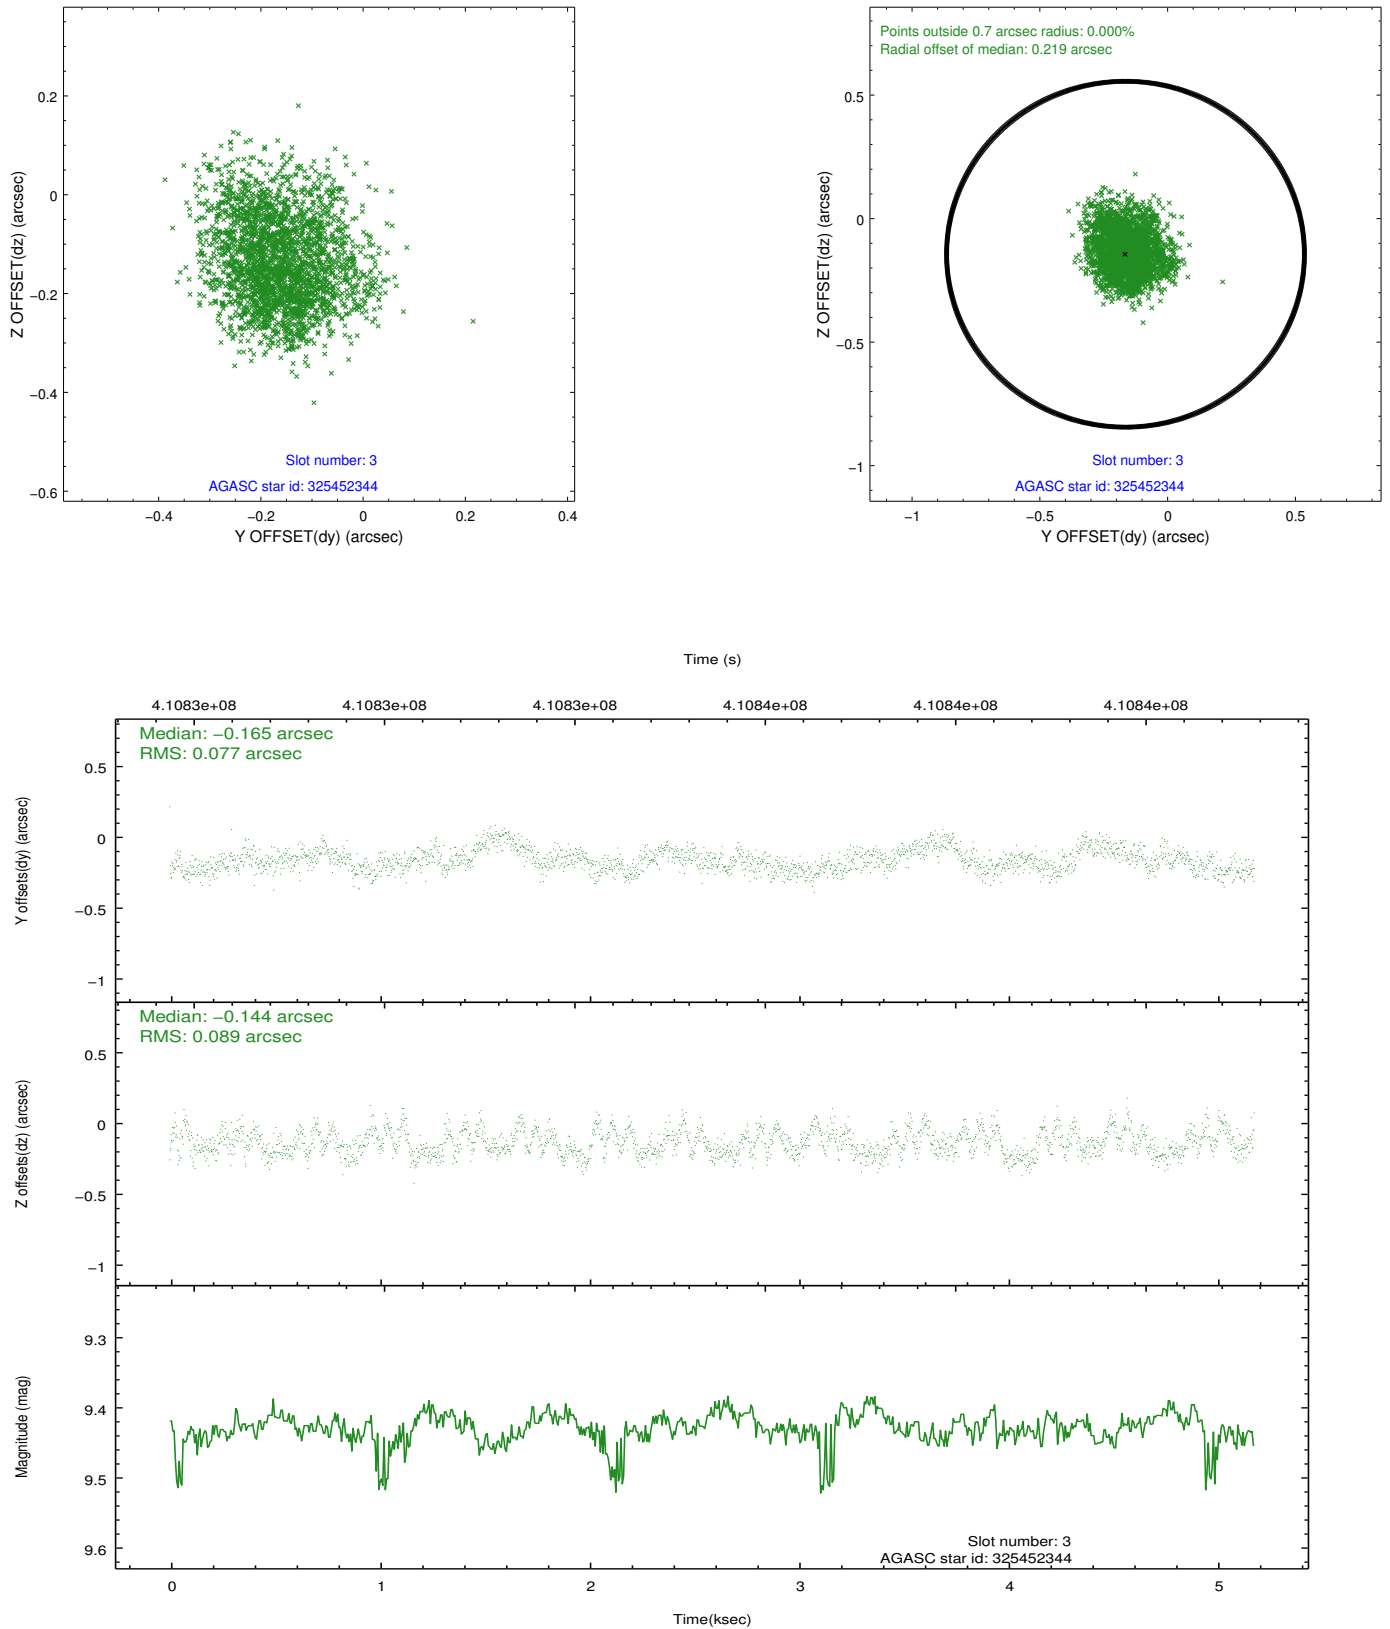 0.2
0
−0.2
−0.4
−0.6
Z OFFSET(dz) (arcsec)
Slot number: 3
AGASC star id: 325452344
−0.4
−0.2
0
0.2
0.4
Y OFFSET(dy) (arcsec)
Points outside 0.7 arcsec radius: 0.000%
Radial offset of median: 0.219 arcsec
0.5
0
−0.5
−1
Z OFFSET(dz) (arcsec)
Slot number: 3
AGASC star id: 325452344
−1
−0.5
0
0.5
Y OFFSET(dy) (arcsec)
Time (s)
4.1083e+08
4.1083e+08
4.1083e+08
4.1084e+08
4.1084e+08
4.1084e+08
Median: −0.165 arcsec
RMS: 0.077 arcsec
0.5
0
−0.5
−1
Y offsets(dy) (arcsec)
Median: −0.144 arcsec
RMS: 0.089 arcsec
0.5
0
−0.5
−1
Z offsets(dz) (arcsec)
9.3
9.4
9.5
9.6
Magnitude (mag)
Slot number: 3
AGASC star id: 325452344
0
1
2
3
4
5
Time(ksec)